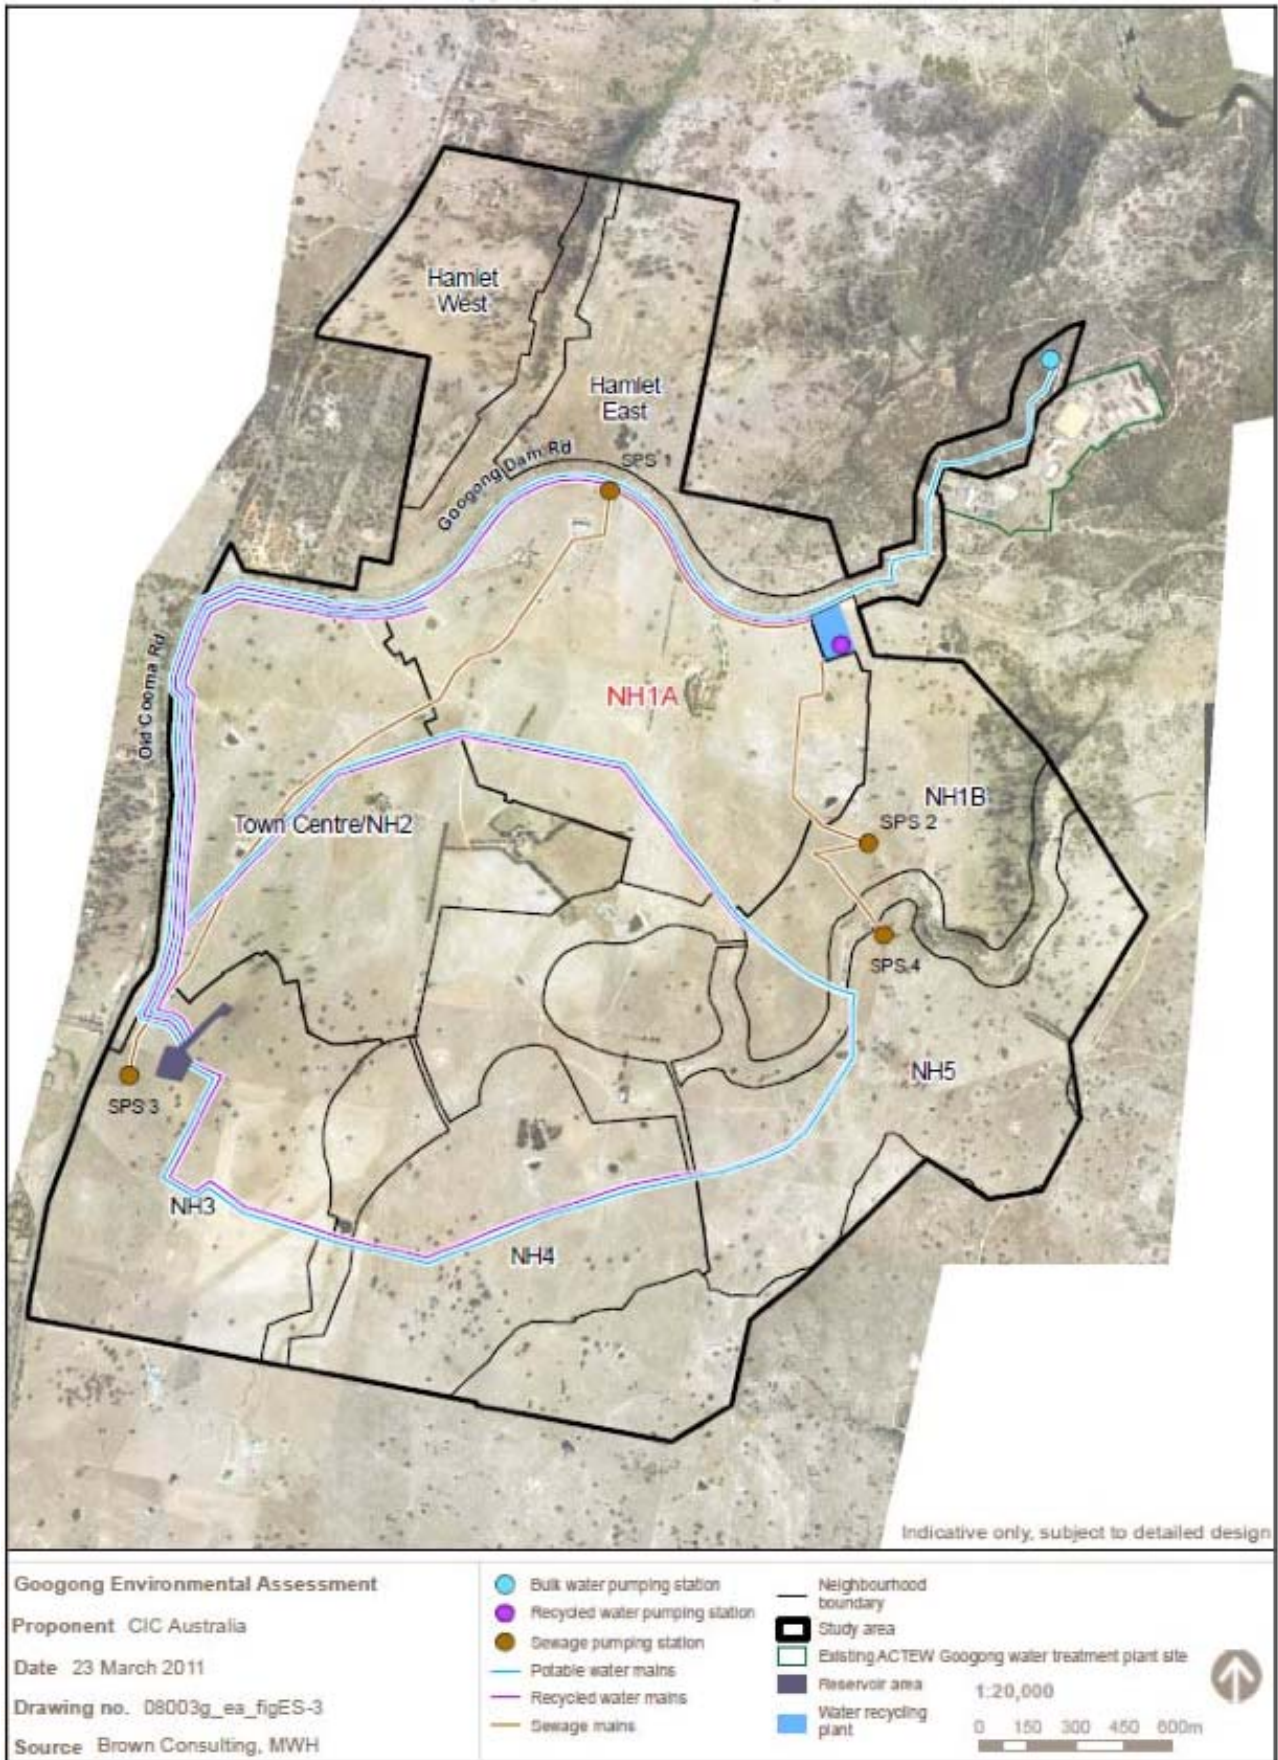 Hamlet
West
Hamlet
East
Googong Dam Rd
SPS 1
Old Cooma Rd
NH1A
NH1B
Town Centre/NH2
SPS 2
SPS 4
NH5
SPS 3
NH3
NH4
Indicative only, subject to detailed design
Googong Environmental Assessment
Proponent CIC Australia
Date 23 March 2011
Drawing no. 08003g_ea_figES-3
Source Brown Consulting, MWH
Bulk water pumping station
Recycled water pumping station
Sewage pumping station
Potable water mains
Recycled water mains
Sewage mains
Neighbourhood
boundary
Study area
Existing ACTEW Googong water treatment plant site
Reservoir area
Water recycling
plant
1:20,000
0 150 300 450 600m